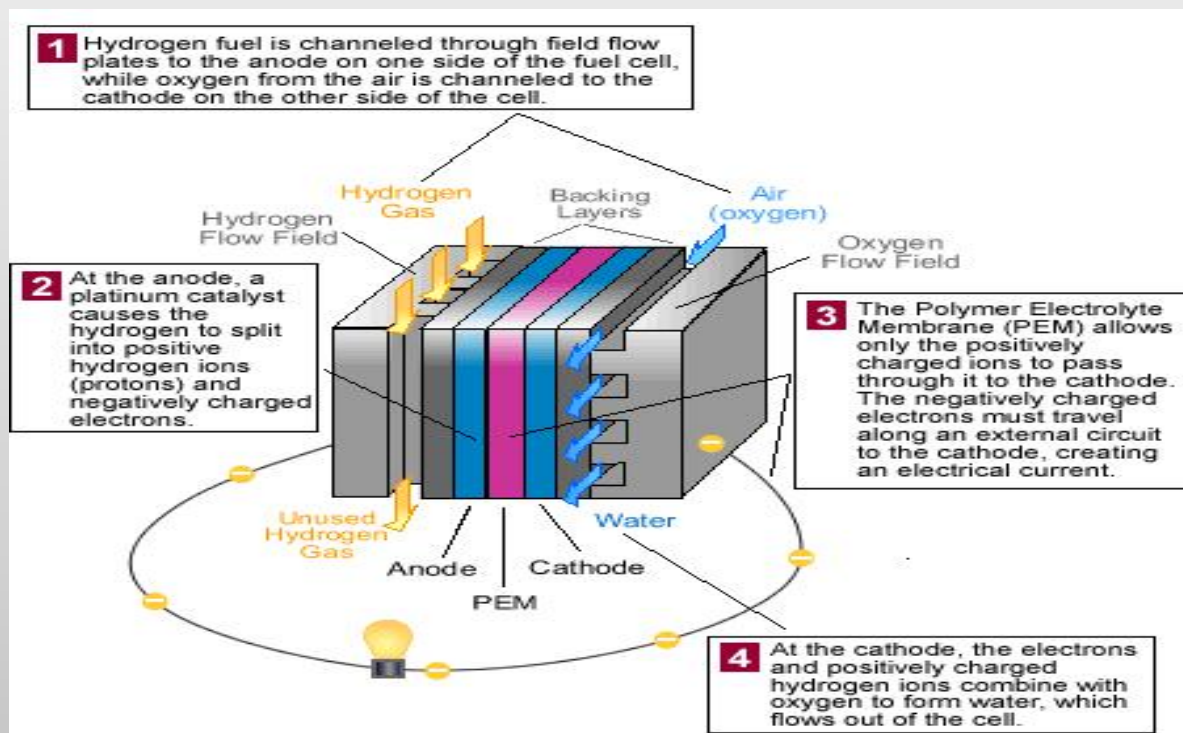 1 Hydrogen fuel is channeled through field flow
plates to the anode on one side of the fuel cell,
while oxygen from the air is channeled to the
cathode on the other side of the cell.
Hydrogen
Gas
Backing
Layers
Air
(oxygen)
Hydrogen
Flow Field
Oxygen
Flow Field
2 At the anode, a
platinum catalyst
causes the
hydrogen to split
into positive
hydrogen ions
(protons) and
negatively charged
electrons.
3 The Polymer Electrolyte
Membrane (PEM) allows
only the positively
charged ions to pass
through it to the cathode.
The negatively charged
electrons must travel
along an external circuit
to the cathode, creating
an electrical current.
Unused
Hydrogen
Gas
Water
Anode
Cathode
PEM
4 At the cathode, the electrons
and positively charged
hydrogen ions combine with
oxygen to form water, which
flows out of the cell.